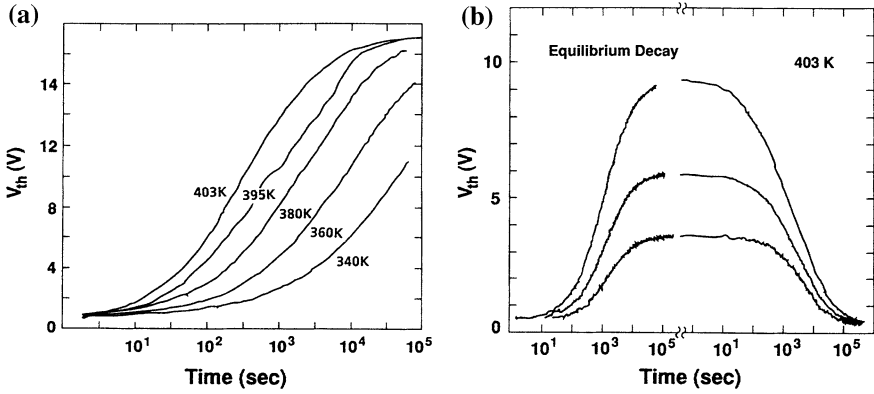 (a)
V_th (V)
16
12
8
4
0
403K
395K
380K
360K
340K
10^1
10^2
10^3
10^4
10^5
Time (sec)
(b)
Equilibrium Decay
403 K
V_th (V)
10
5
0
10^1
10^3
10^5
10^1
10^3
10^5
Time (sec)